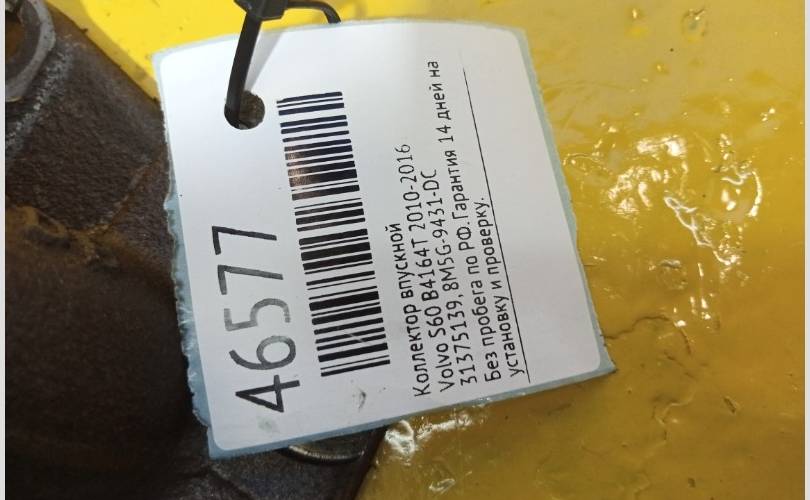 46577
Коллектор впускной
Volvo S60 B4164T 2010-2016
31375139, 8M5G-9431-DC
Без пробега по РФ. Гарантия 14 дней на
установку и проверку.